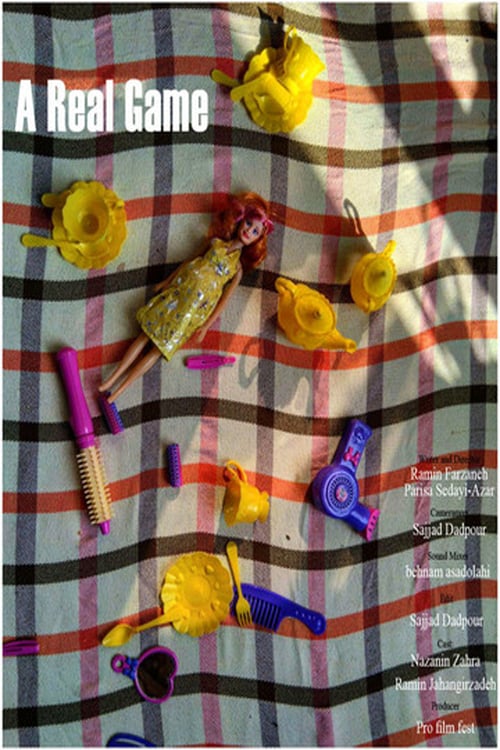 A Real Game
Writer and Director
Ramin Farzaneh
Parisa Sedayi-Azar
Cameraman
Sajjad Dadpour
Sound Mixer
behnam asadolahi
Edit
Sajjad Dadpour
Cast
Nazanin Zahra
Ramin Jahangirzadeh
Producer
Pro film fest